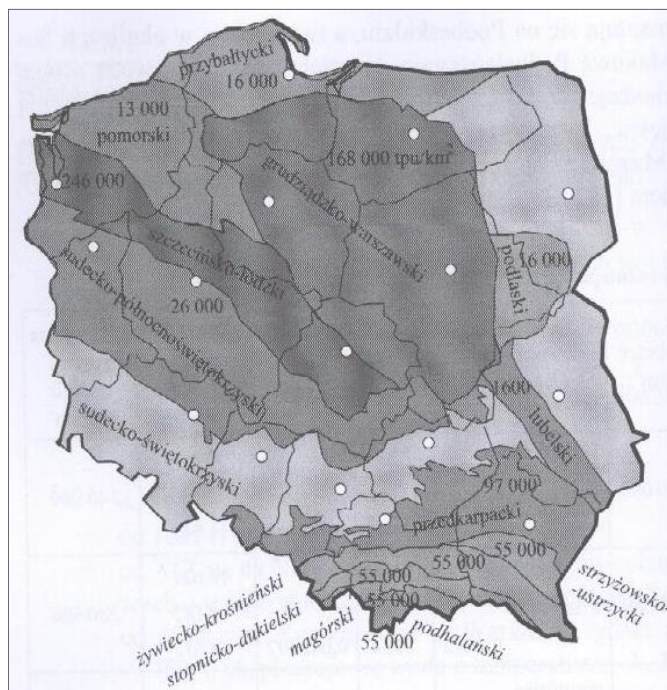 przybałtycki
16 000
13 000
pomorski
168 000 tpu/km²
246 000
grudziądzko-warszawski
szczecińsko-łódzki
podlaski
16 000
sudecko-północnoświętokrzyski
26 000
1600
lubelski
sudecko-świętokrzyski
97 000
przedkarpacki
55 000
55 000
55 000
55 000
55 000
strzyżowsko-
-ustrzycki
żywiecko-krośnieński
stopnicko-dukielski
magórski
podhalański